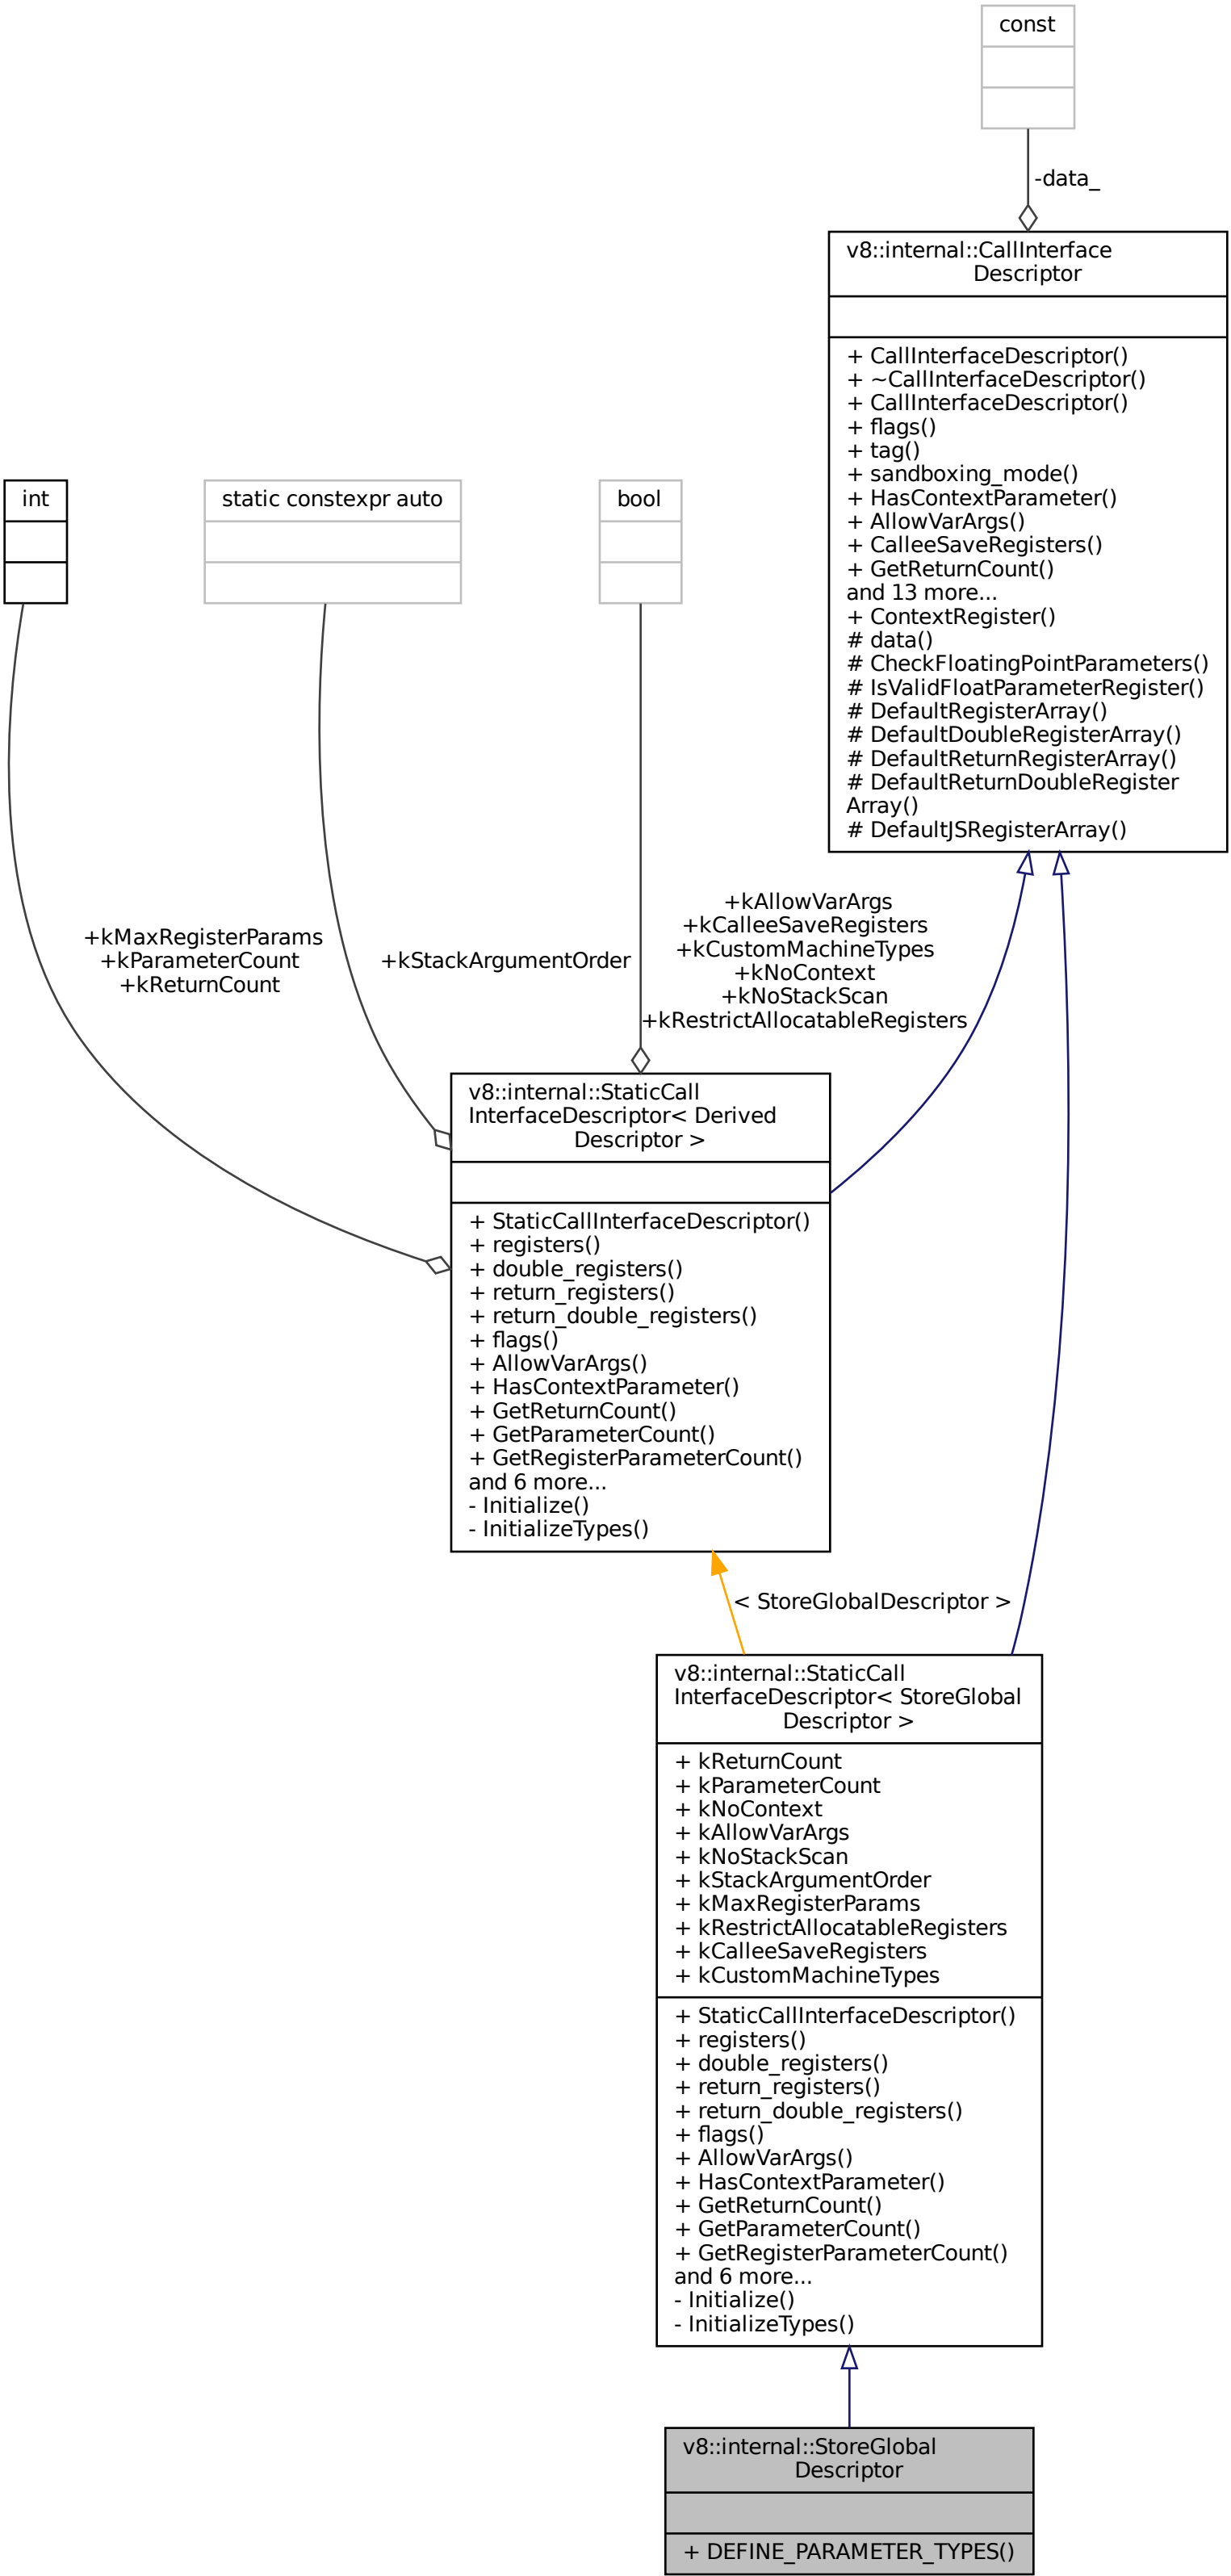 const
-data_
v8::internal::CallInterface
Descriptor
+ CallInterfaceDescriptor()
+ ~CallInterfaceDescriptor()
+ CallInterfaceDescriptor()
+ flags()
+ tag()
+ sandboxing_mode()
+ HasContextParameter()
+ AllowVarArgs()
+ CalleeSaveRegisters()
+ GetReturnCount()
and 13 more...
+ ContextRegister()
# data()
# CheckFloatingPointParameters()
# IsValidFloatParameterRegister()
# DefaultRegisterArray()
# DefaultDoubleRegisterArray()
# DefaultReturnRegisterArray()
# DefaultReturnDoubleRegister
Array()
# DefaultJSRegisterArray()
int
static constexpr auto
bool
+kMaxRegisterParams
+kParameterCount
+kReturnCount
+kStackArgumentOrder
+kAllowVarArgs
+kCalleeSaveRegisters
+kCustomMachineTypes
+kNoContext
+kNoStackScan
+kRestrictAllocatableRegisters
v8::internal::StaticCall
InterfaceDescriptor< Derived
Descriptor >
+ StaticCallInterfaceDescriptor()
+ registers()
+ double_registers()
+ return_registers()
+ return_double_registers()
+ flags()
+ AllowVarArgs()
+ HasContextParameter()
+ GetReturnCount()
+ GetParameterCount()
+ GetRegisterParameterCount()
and 6 more...
- Initialize()
- InitializeTypes()
< StoreGlobalDescriptor >
v8::internal::StaticCall
InterfaceDescriptor< StoreGlobal
Descriptor >
+ kReturnCount
+ kParameterCount
+ kNoContext
+ kAllowVarArgs
+ kNoStackScan
+ kStackArgumentOrder
+ kMaxRegisterParams
+ kRestrictAllocatableRegisters
+ kCalleeSaveRegisters
+ kCustomMachineTypes
+ StaticCallInterfaceDescriptor()
+ registers()
+ double_registers()
+ return_registers()
+ return_double_registers()
+ flags()
+ AllowVarArgs()
+ HasContextParameter()
+ GetReturnCount()
+ GetParameterCount()
+ GetRegisterParameterCount()
and 6 more...
- Initialize()
- InitializeTypes()
v8::internal::StoreGlobal
Descriptor
+ DEFINE_PARAMETER_TYPES()